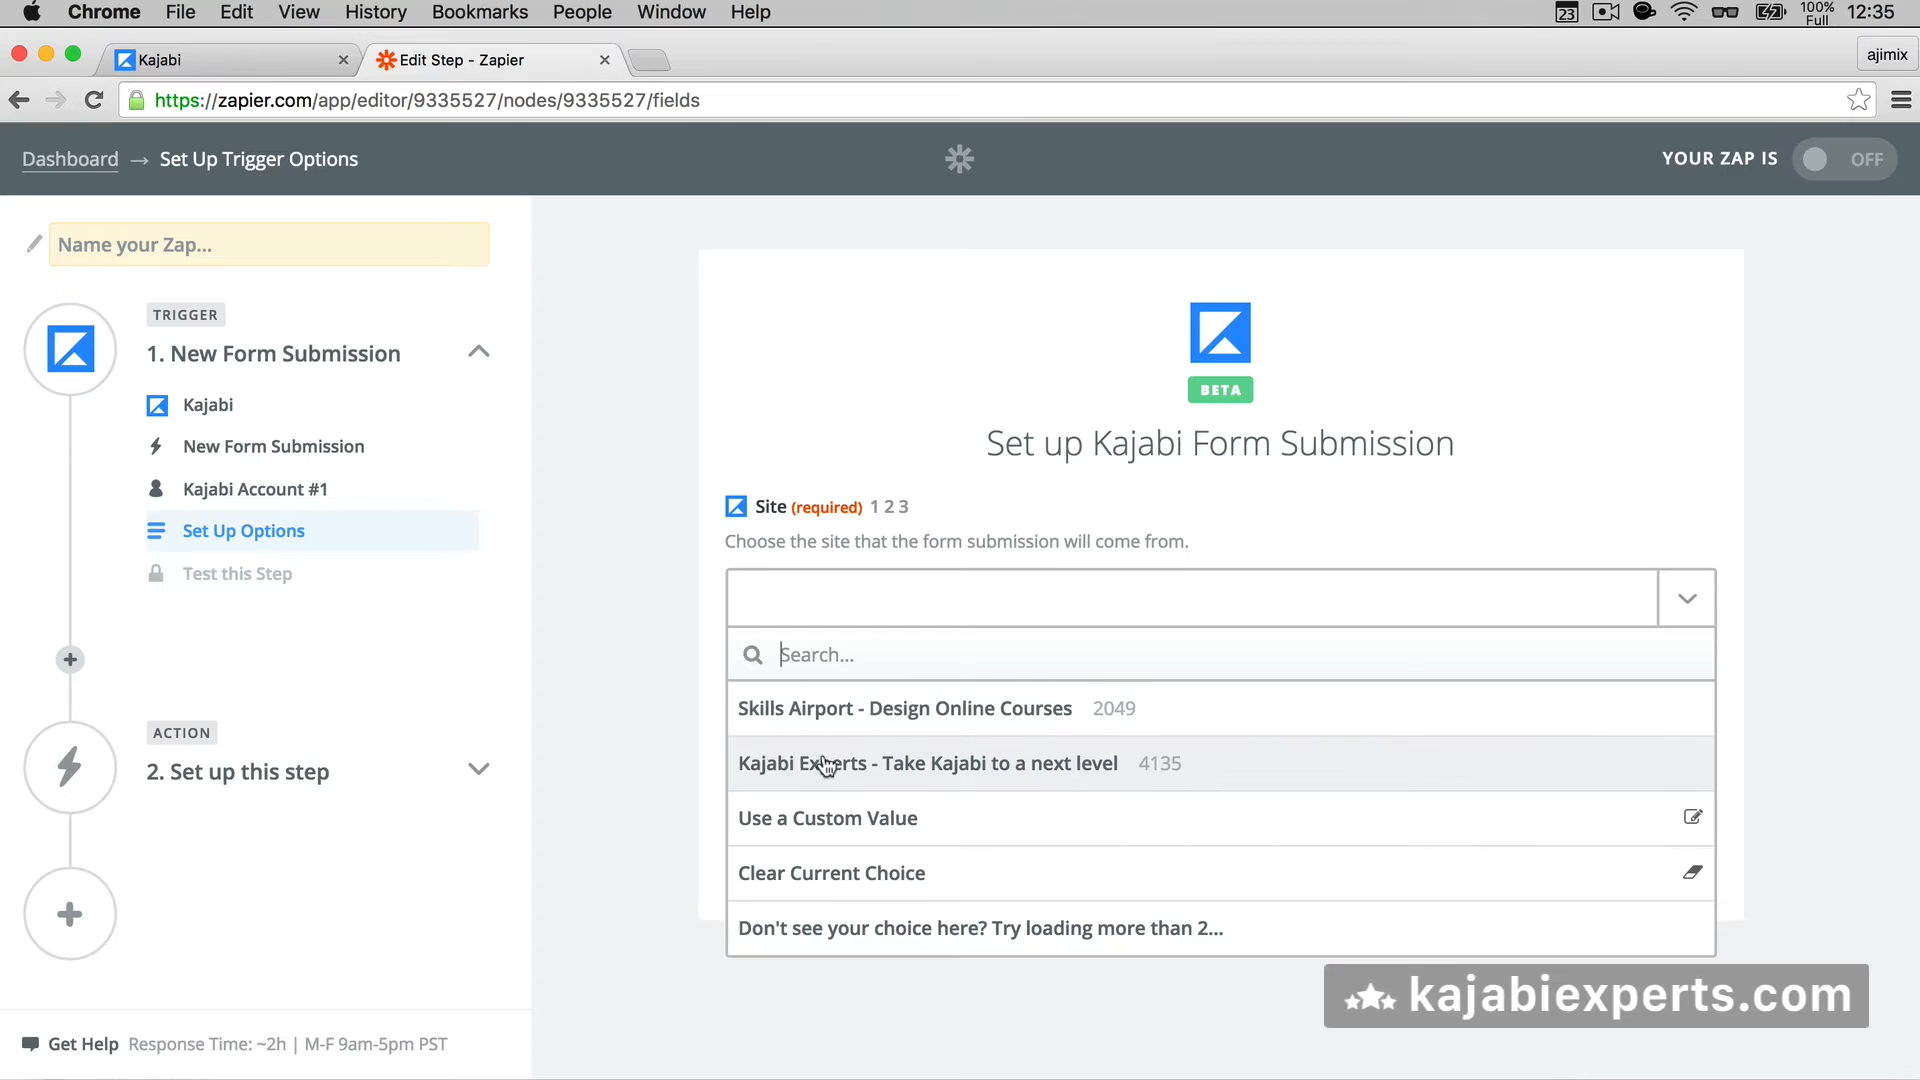 Chrome File Edit View History Bookmarks People Window Help 23 100% Full 12:35
Kajabi
Edit Step - Zapier
ajimix
https://zapier.com/app/editor/9335527/nodes/9335527/fields
Dashboard → Set Up Trigger Options
YOUR ZAP IS OFF
Name your Zap...
TRIGGER
1. New Form Submission
Kajabi
New Form Submission
Kajabi Account #1
Set Up Options
Test this Step
ACTION
2. Set up this step
Get Help Response Time: ~2h | M-F 9am-5pm PST
BETA
Set up Kajabi Form Submission
Site (required) 1 2 3
Choose the site that the form submission will come from.
Search...
Skills Airport - Design Online Courses 2049
Kajabi Experts - Take Kajabi to a next level 4135
Use a Custom Value
Clear Current Choice
Don't see your choice here? Try loading more than 2...
kajabiexperts.com